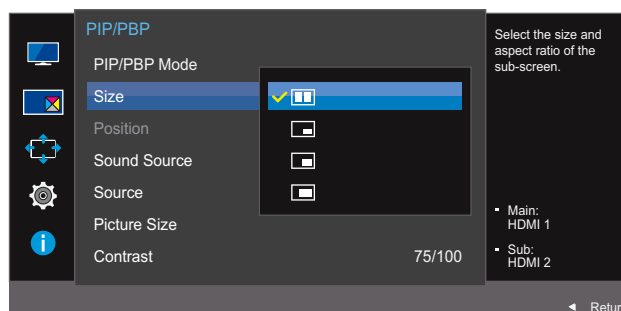 PIP/PBP
PIP/PBP Mode
Size
Position
Sound Source
Source
Picture Size
Contrast 75/100
Select the size and
aspect ratio of the
sub-screen.
Main:
HDMI 1
Sub:
HDMI 2
Retur